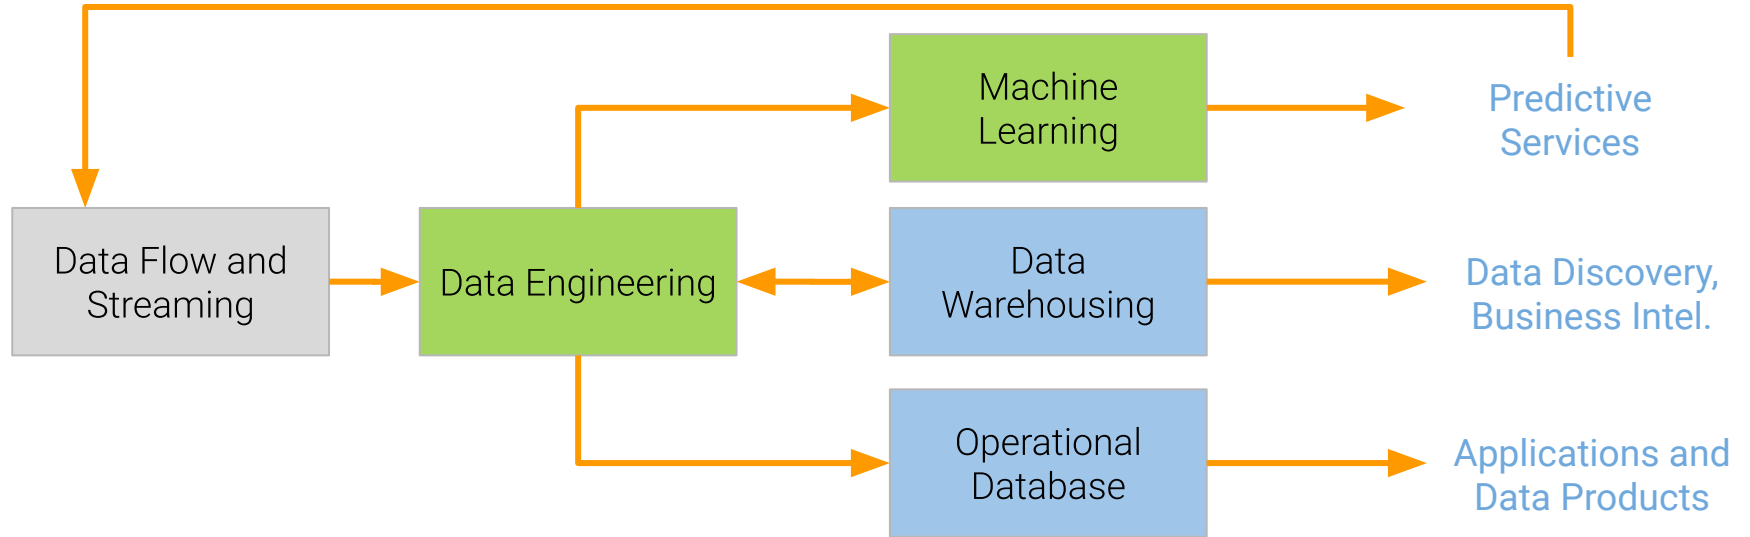 Machine
Learning
Predictive
Services
Data Flow and
Streaming
Data Engineering
Data
Warehousing
Data Discovery,
Business Intel.
Operational
Database
Applications and
Data Products